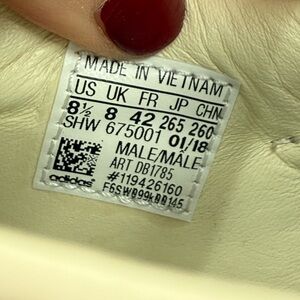 MADE IN VIETNAM
US UK FR JP CHN
8½ 8 42 265 260
SHW 675001 01/18
MALE/MALE
ART DB1785
#119426160
adidas